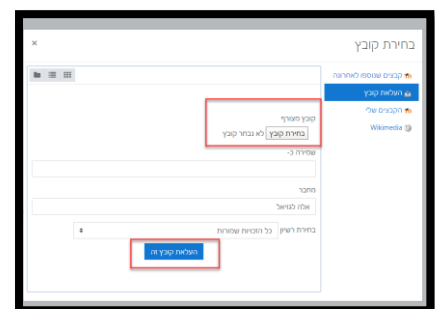 בחירת קובץ
×
קבצים שנוספו לאחרונה
העלאת קובץ
הקבצים שלי
Wikimedia
קובץ מצורף
בחירת קובץ לא נבחר קובץ
שמירה כ-
מחבר
אלה לגזיאל
בחירת רשיון כל הזכויות שמורות
העלאת קובץ זה